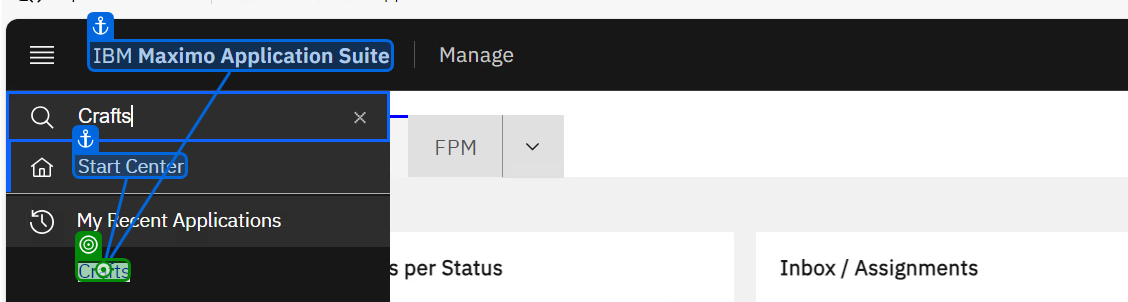 IBM Maximo Application Suite
Manage
Crafts
Start Center
FPM
My Recent Applications
Crafts
s per Status
Inbox / Assignments